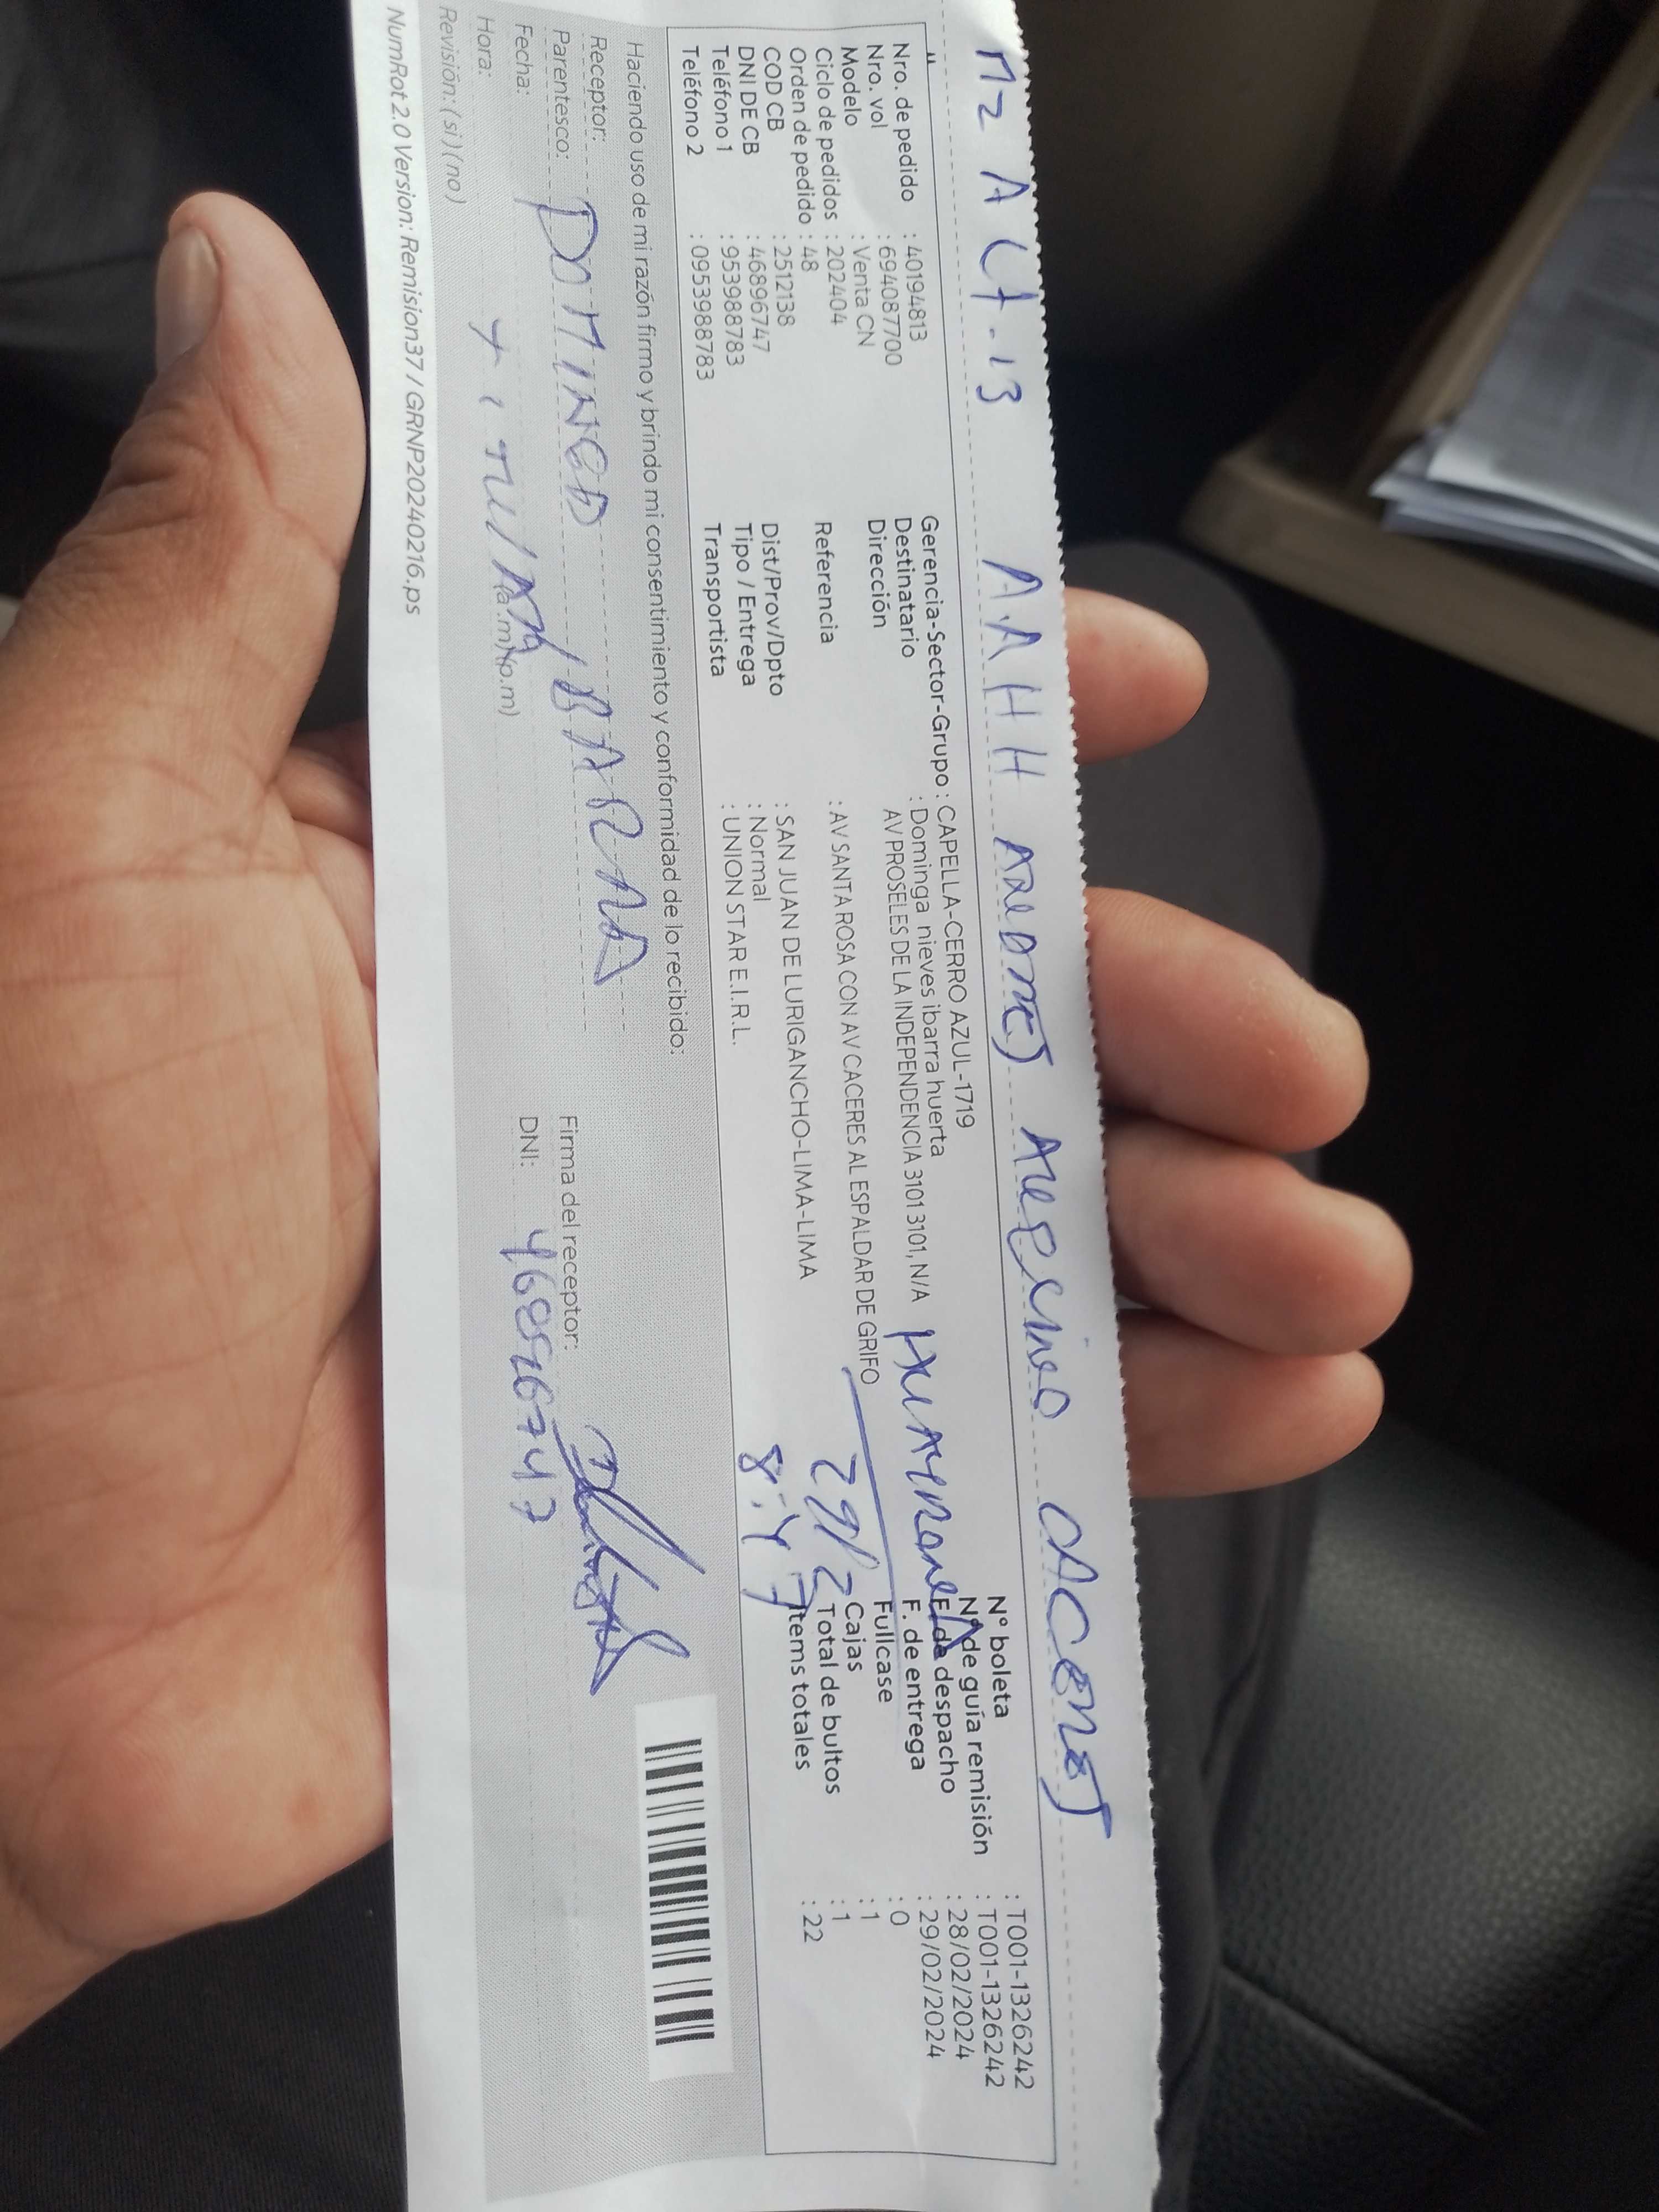 Mz A Lt. 13 A.A H H
Nro. de pedido : 40194813
Nro. vol : 694087700
Modelo : Venta CN
Ciclo de pedidos : 202404
Orden de pedido : 48
COD CB : 2512138
DNI DE CB : 46896747
Teléfono 1 : 953988783
Teléfono 2 : 0953988783
Gerencia-Sector-Grupo : CAPELLA-CERRO AZUL-1719
Destinatario : Dominga nieves ibarra huerta
Dirección AV PROSELES DE LA INDEPENDENCIA 3101 3101, N/A
Referencia : AV SANTA ROSA CON AV CACERES AL ESPALDAR DE GRIFO
Dist/Prov/Dpto : SAN JUAN DE LURIGANCHO-LIMA-LIMA
Tipo / Entrega : Normal
Transportista : UNION STAR E.I.R.L.
29/2
8:47
N° boleta : T001-1326242
N° de guía remisión : T001-1326242
F. de despacho : 28/02/2024
F. de entrega : 29/02/2024
Fullcase : 0
Cajas : 1
Total de bultos : 1
Items totales : 22
Haciendo uso de mi razón firmo y brindo mi consentimiento y conformidad de lo recibido:
Receptor: DOMINGA IBARRA
Parentesco:
Fecha:
Hora: (a.m)(p.m)
Revisión: (si) (no)
Firma del receptor:
DNI: 46896747
NumRot 2.0 Version: Remision37 / GRNP20240216.ps